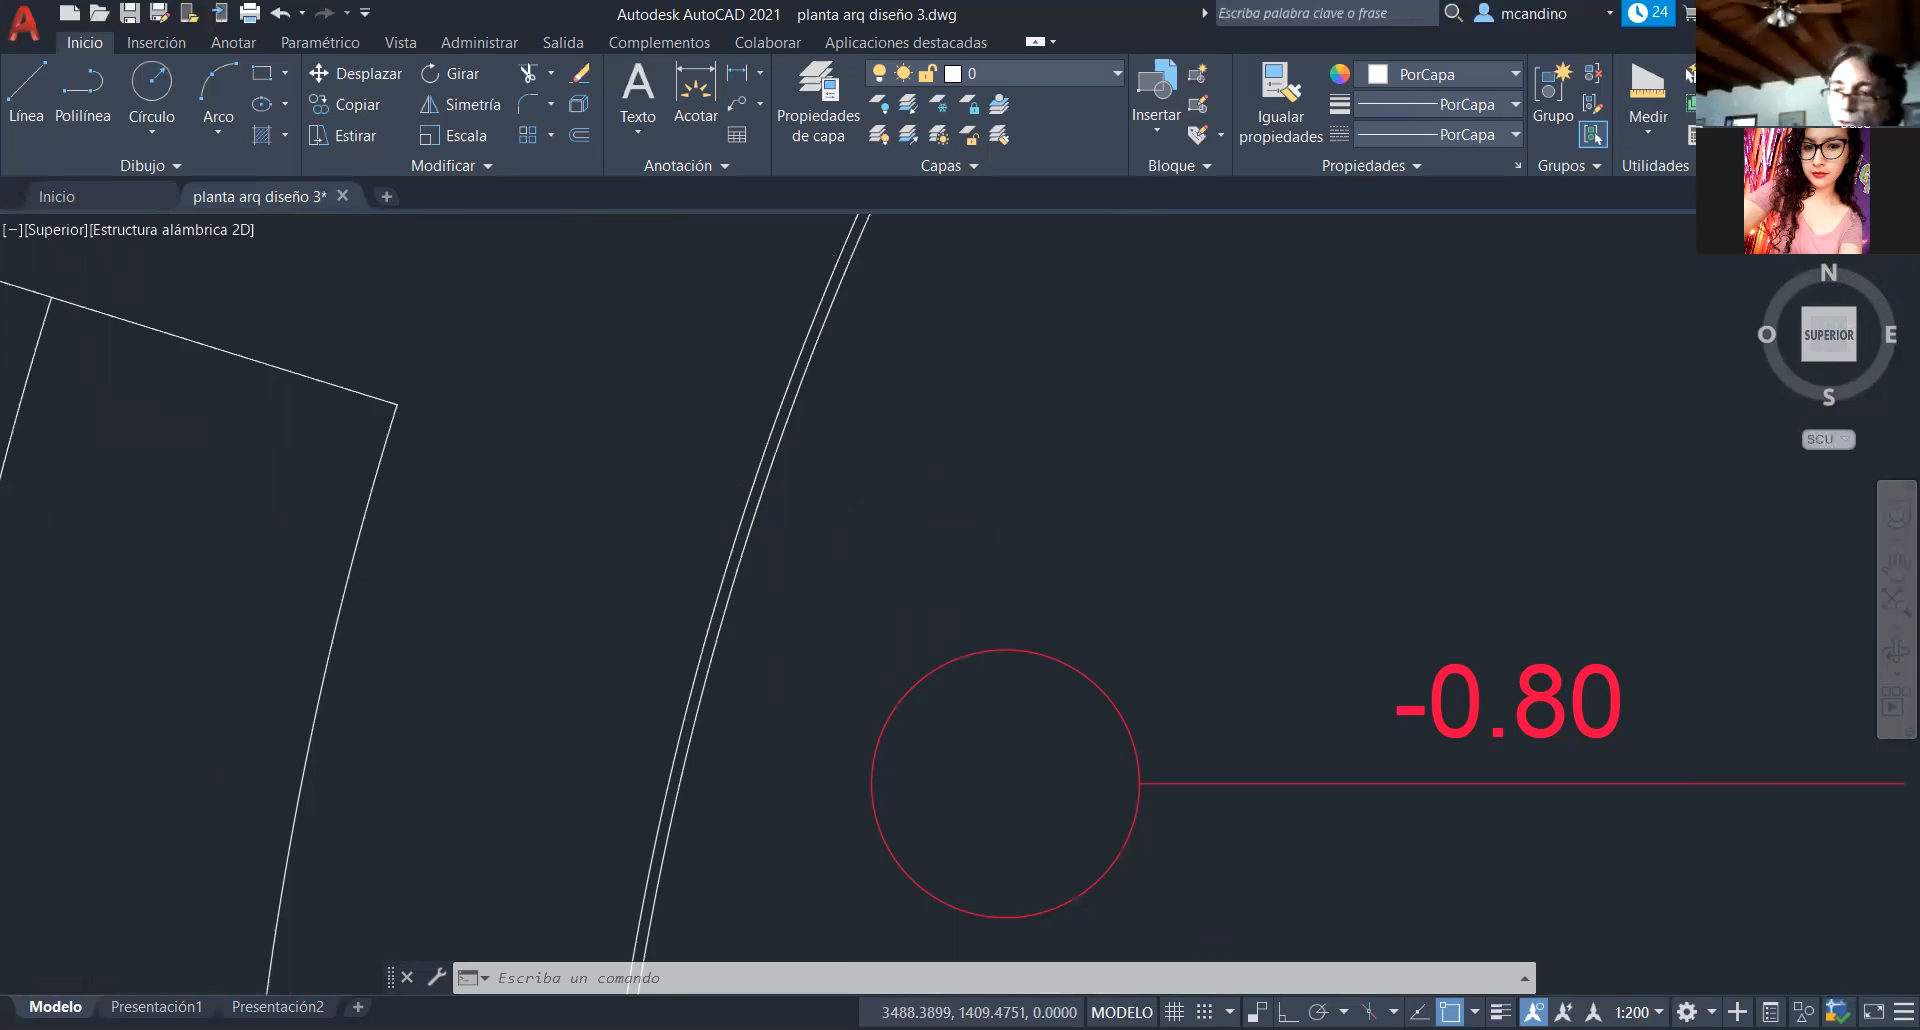 Autodesk AutoCAD 2021 planta arq diseño 3.dwg
Escriba palabra clave o frase
mcandino
24
Inicio Inserción Anotar Paramétrico Vista Administrar Salida Complementos Colaborar Aplicaciones destacadas
Línea Polilínea Círculo Arco
Desplazar Girar
Copiar Simetría
Estirar Escala
Texto Acotar
Propiedades de capa
0
Insertar
Igualar propiedades
PorCapa
PorCapa
PorCapa
Grupo
Medir
Dibujo Modificar Anotación Capas Bloque Propiedades Grupos Utilidades
Inicio planta arq diseño 3*
[−][Superior][Estructura alámbrica 2D]
N
O SUPERIOR E
S
SCU
-0.80
Escriba un comando
Modelo Presentación1 Presentación2
3488.3899, 1409.4751, 0.0000 MODELO 1:200